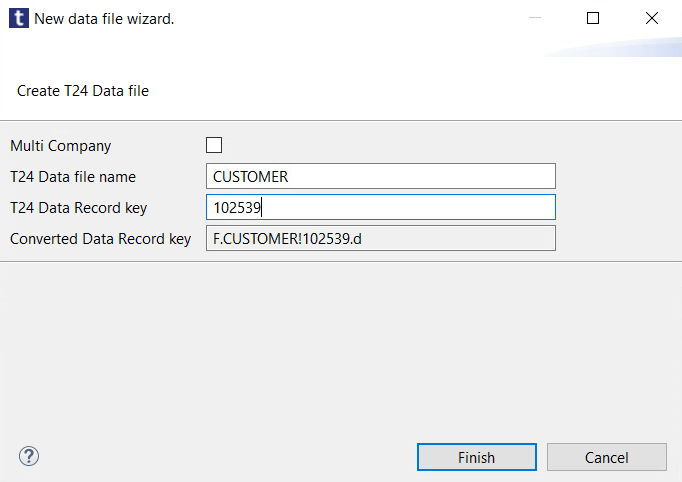 t New data file wizard.
Create T24 Data file
Multi Company
T24 Data file name CUSTOMER
T24 Data Record key 102539
Converted Data Record key F.CUSTOMER!102539.d
? Finish Cancel